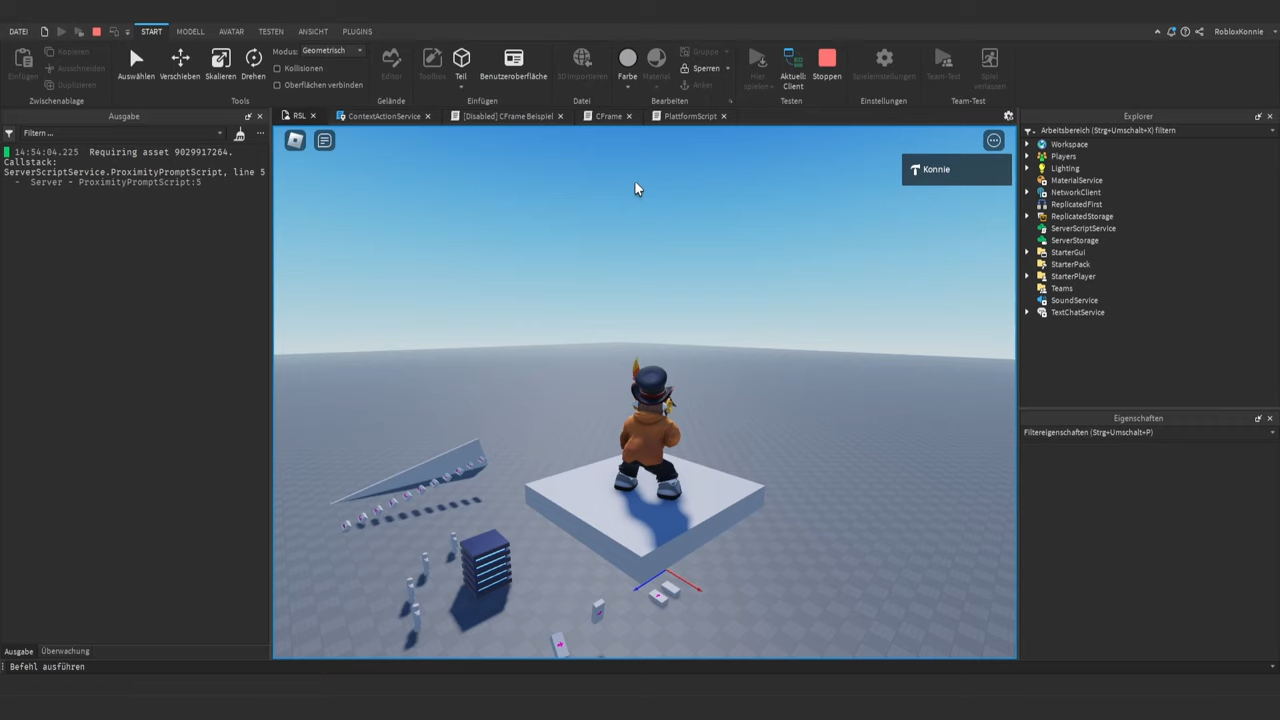 DATEI START MODELL AVATAR TESTEN ANSICHT PLUGINS RobloxKonnie
Einfügen Kopieren Ausschneiden Duplizieren Zwischenablage
Auswählen Verschieben Skalieren Drehen Tools
Modus: Geometrisch
Kollisionen
Oberflächen verbinden
Editor Gelände
Toolbox Teil Benutzeroberfläche Einfügen
3D importieren Datei
Farbe Material Gruppe Sperren Anker Bearbeiten
Hier spielen Aktuell: Client Stoppen Testen
Spieleinstellungen Einstellungen
Team-Test Spiel verlassen Team-Test
Ausgabe
RSL ContextActionService [Disabled] CFrame Beispiel CFrame PlattformScript
Explorer
Filtern ...
Arbeitsbereich (Strg+Umschalt+X) filtern
14:54:04.225 Requiring asset 9029917264.
Callstack:
ServerScriptService.ProximityPromptScript, line 5
- Server - ProximityPromptScript:5
Konnie
Workspace
Players
Lighting
MaterialService
NetworkClient
ReplicatedFirst
ReplicatedStorage
ServerScriptService
ServerStorage
StarterGui
StarterPack
StarterPlayer
Teams
SoundService
TextChatService
Eigenschaften
Filtereigenschaften (Strg+Umschalt+P)
Ausgabe Überwachung
Befehl ausführen